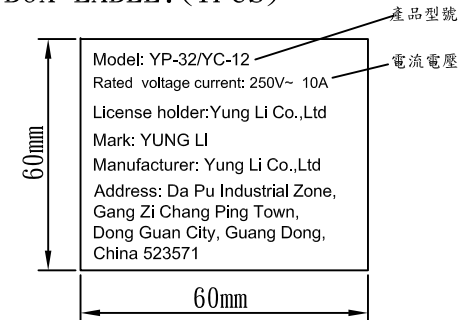 BOX LABEL:(1PCS)
產品型號
Model: YP-32/YC-12
電流電壓
Rated voltage current: 250V~ 10A
License holder:Yung Li Co.,Ltd
Mark: YUNG LI
Manufacturer: Yung Li Co.,Ltd
Address: Da Pu Industrial Zone,
Gang Zi Chang Ping Town,
Dong Guan City, Guang Dong,
China 523571
60mm
60mm